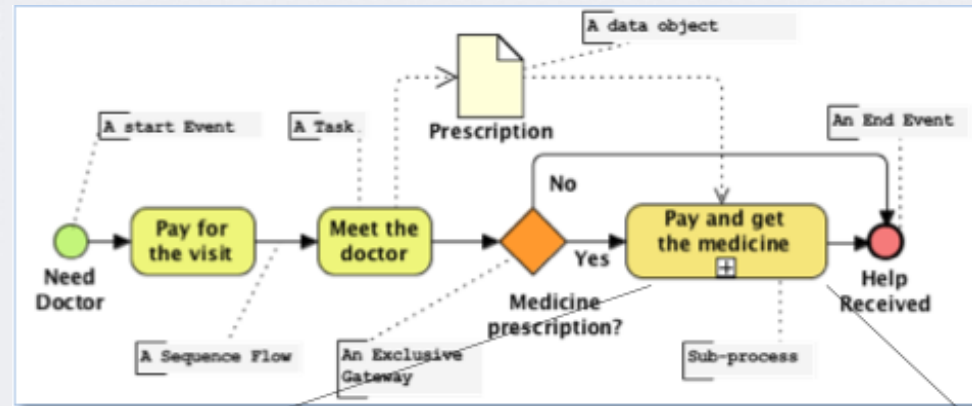 A data object
A start Event
A Task
Prescription
An End Event
No
Pay for
the visit
Meet the
doctor
Pay and get
the medicine
Yes
Need
Doctor
Medicine
prescription?
Help
Received
A Sequence Flow
An Exclusive
Gateway
Sub-process